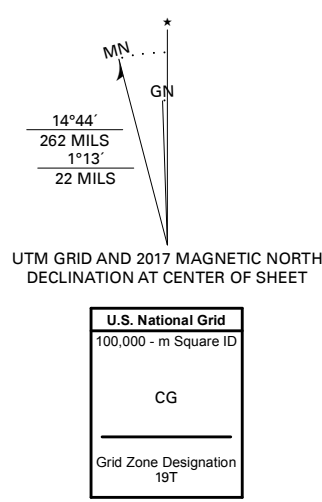 MN
GN
14°44´
262 MILS
1°13´
22 MILS
UTM GRID AND 2017 MAGNETIC NORTH
DECLINATION AT CENTER OF SHEET
U.S. National Grid
100,000 - m Square ID
CG
Grid Zone Designation
19T